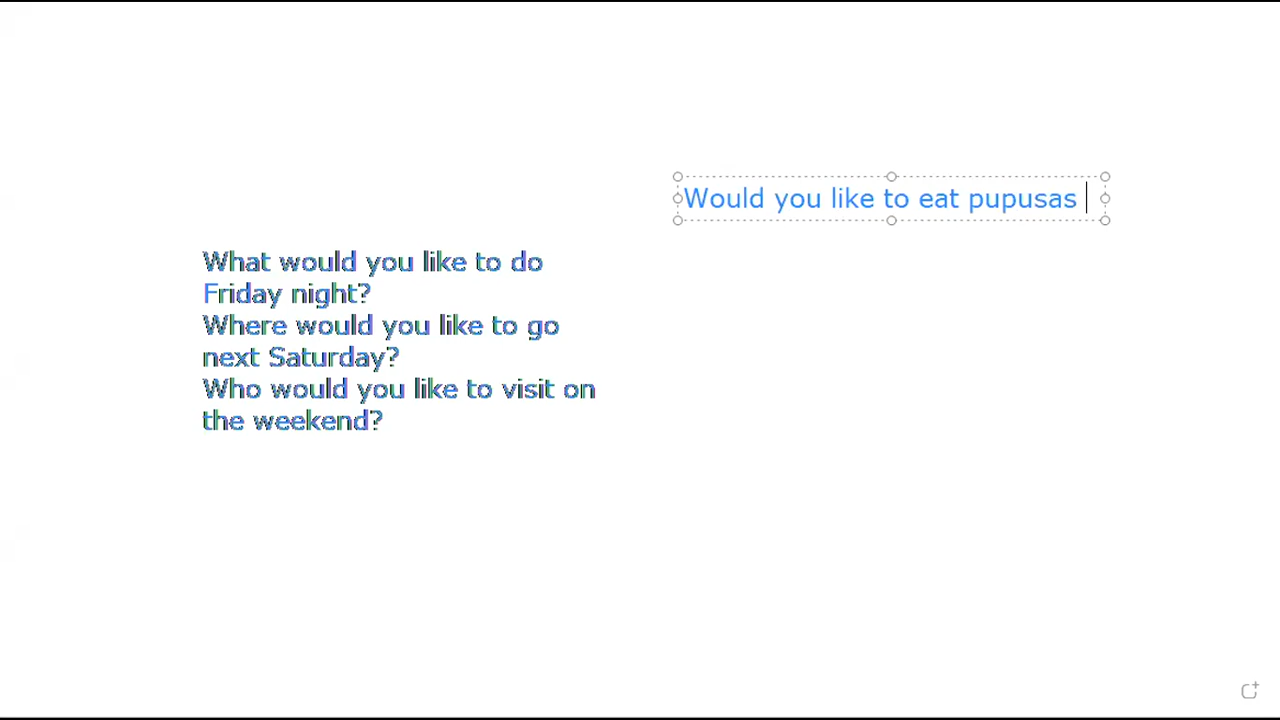 Would you like to eat pupusas
What would you like to do
Friday night?
Where would you like to go
next Saturday?
Who would you like to visit on
the weekend?